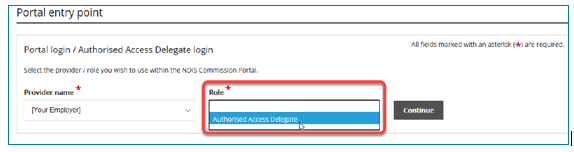 Portal entry point
Portal login / Authorised Access Delegate login
All fields marked with an asterisk (*) are required.
Select the provider / role you wish to use within the NDIS Commission Portal.
Provider name *
Role *
[Your Employer]
Authorised Access Delegate
Continue